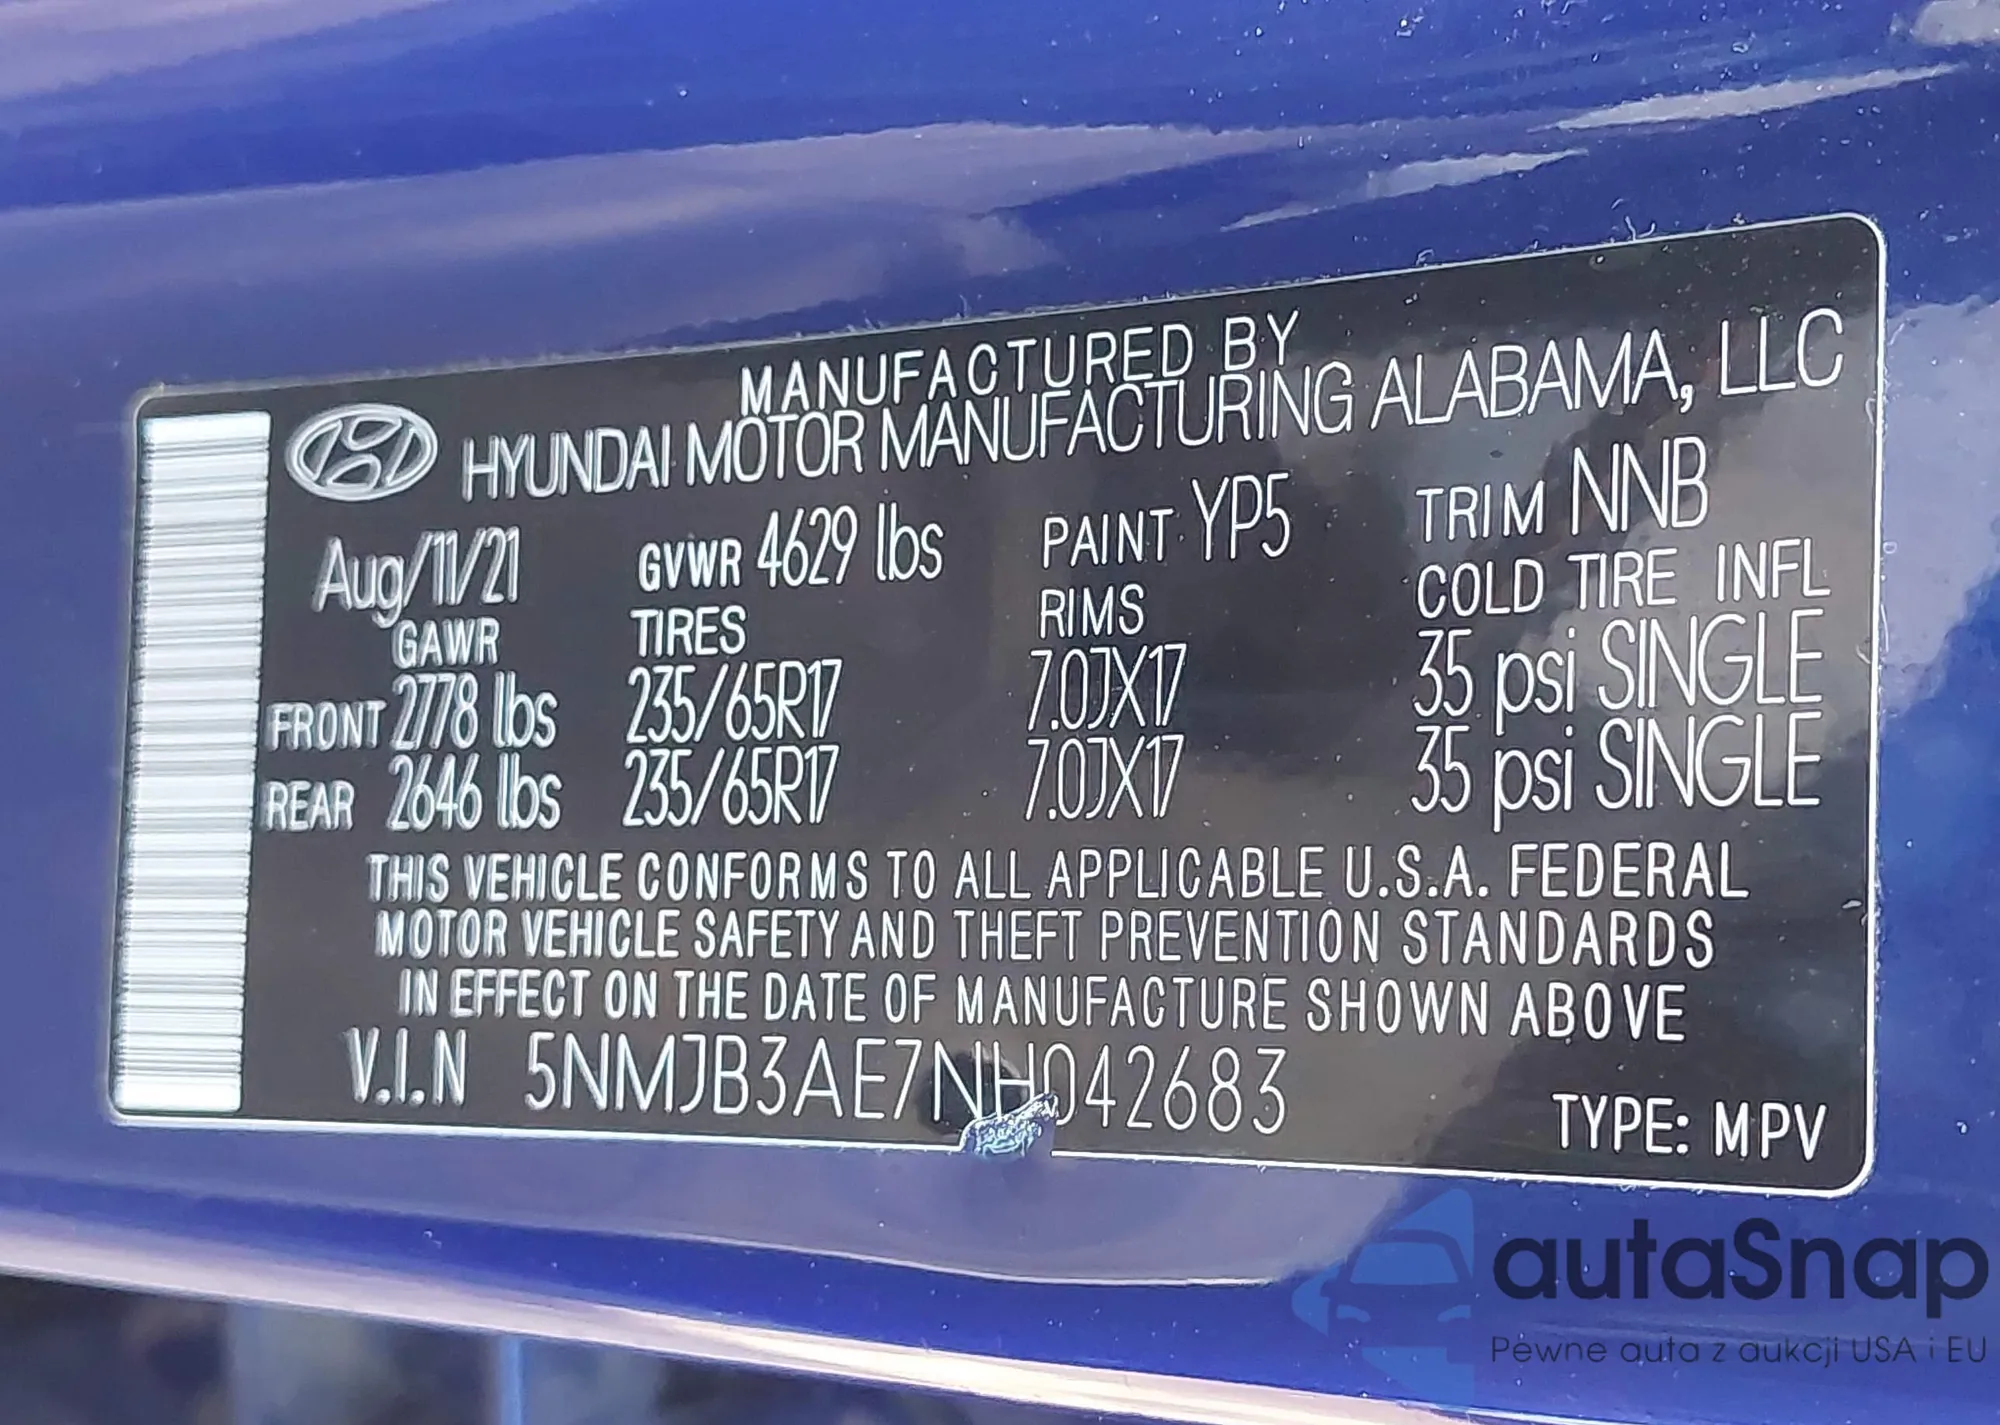 MANUFACTURED BY
HYUNDAI MOTOR MANUFACTURING ALABAMA, LLC
Aug/11/21 GVWR 4629 lbs PAINT YP5 TRIM NNB
GAWR TIRES RIMS COLD TIRE INFL
FRONT 2778 lbs 235/65R17 7.0JX17 35 psi SINGLE
REAR 2646 lbs 235/65R17 7.0JX17 35 psi SINGLE
THIS VEHICLE CONFORMS TO ALL APPLICABLE U.S.A. FEDERAL
MOTOR VEHICLE SAFETY AND THEFT PREVENTION STANDARDS
IN EFFECT ON THE DATE OF MANUFACTURE SHOWN ABOVE
V.I.N 5NMJB3AE7NH042683
TYPE: MPV
autaSnap
Pewne auta z aukcji USA i EU